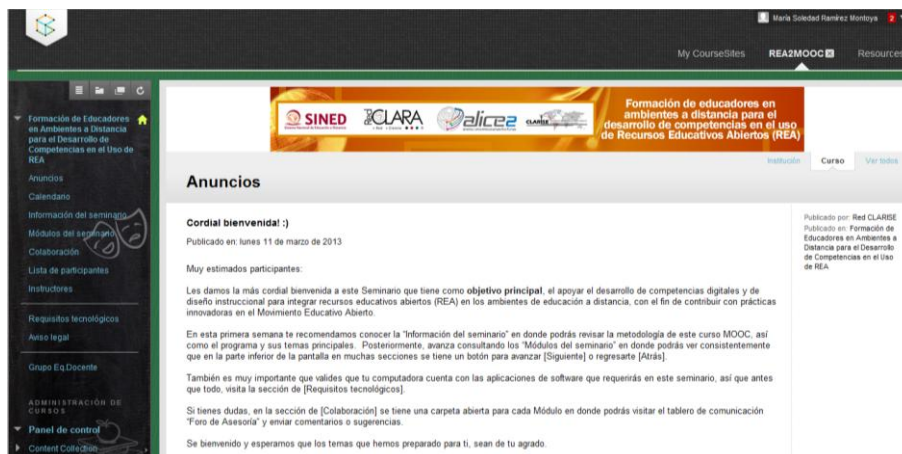 María Soledad Ramírez Montoya 2
My CourseSites REA2MOOC Resources
Formación de Educadores
en Ambientes a Distancia
para el Desarrollo de
Competencias en el Uso de
REA
Anuncios
Calendario
Información del seminario
Módulos del seminario
Colaboración
Lista de participantes
Instructores
Requisitos tecnológicos
Aviso legal
Grupo Eq.Docente
ADMINISTRACIÓN DE
CURSOS
Panel de control
Content Collection
SINED
CLARA
alice2
CLARISE
Formación de educadores en
ambientes a distancia para el
desarrollo de competencias en el uso
de Recursos Educativos Abiertos (REA)
Institución Curso Ver todos
Anuncios
Cordial bienvenida! :)
Publicado en: lunes 11 de marzo de 2013
Muy estimados participantes:
Les damos la más cordial bienvenida a este Seminario que tiene como objetivo principal, el apoyar el desarrollo de competencias digitales y de
diseño instruccional para integrar recursos educativos abiertos (REA) en los ambientes de educación a distancia, con el fin de contribuir con prácticas
innovadoras en el Movimiento Educativo Abierto.
En esta primera semana te recomendamos conocer la "Información del seminario" en donde podrás revisar la metodología de este curso MOOC, así
como el programa y sus temas principales. Posteriormente, avanza consultando los "Módulos del seminario" en donde podrás ver consistentemente
que en la parte inferior de la pantalla en muchas secciones se tiene un botón para avanzar [Siguiente] o regresarte [Atrás].
También es muy importante que valides que tu computadora cuenta con las aplicaciones de software que requerirás en este seminario, así que antes
que todo, visita la sección de [Requisitos tecnológicos].
Si tienes dudas, en la sección de [Colaboración] se tiene una carpeta abierta para cada Módulo en donde podrás visitar el tablero de comunicación
"Foro de Asesoría" y enviar comentarios o sugerencias.
Se bienvenido y esperamos que los temas que hemos preparado para ti, sean de tu agrado.
Publicado por: Red CLARISE
Publicado en: Formación de
Educadores en Ambientes a
Distancia para el Desarrollo
de Competencias en el Uso
de REA